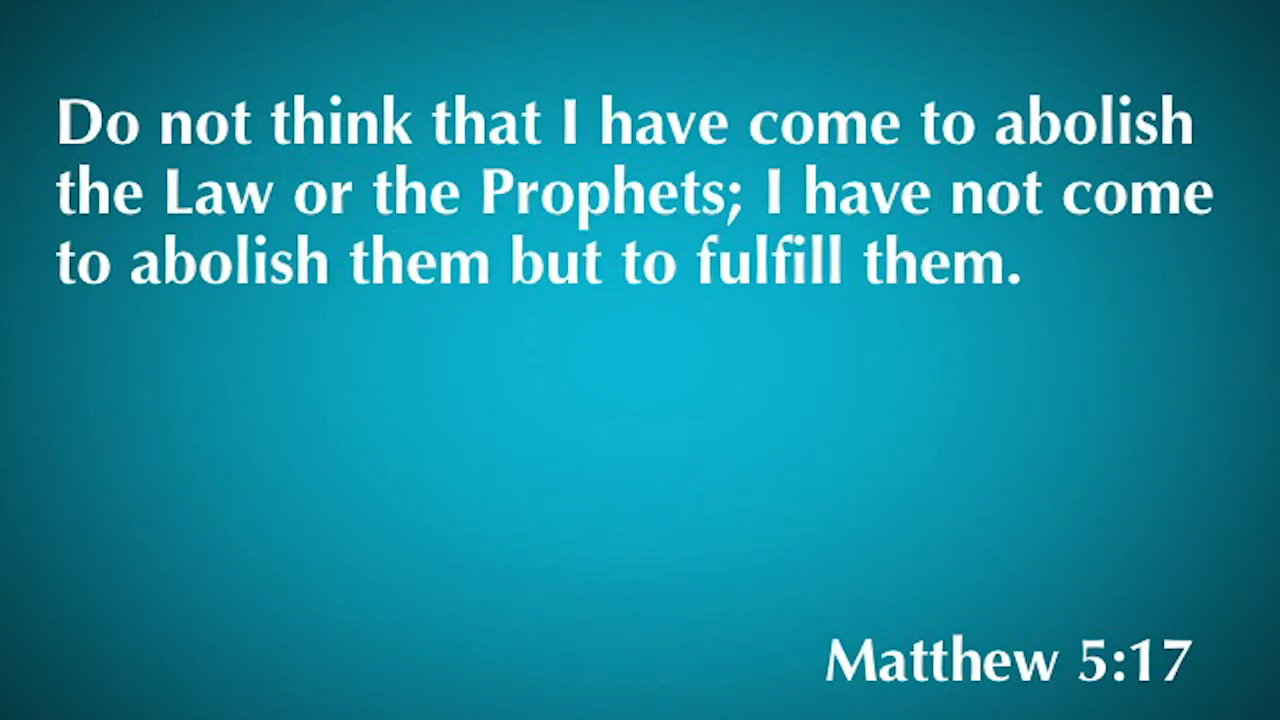 Do not think that I have come to abolish
the Law or the Prophets; I have not come
to abolish them but to fulfill them.
Matthew 5:17